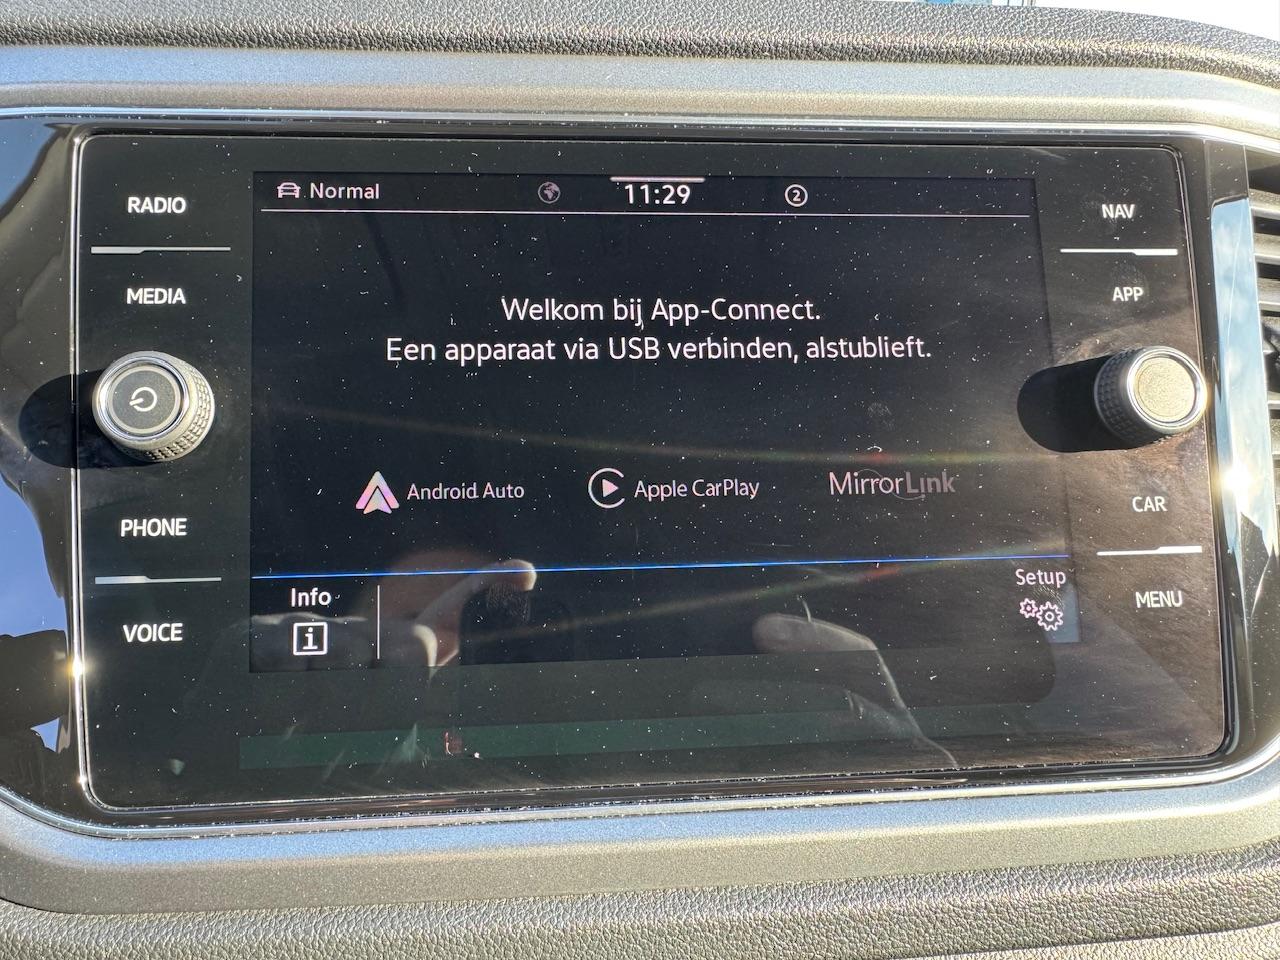 RADIO
MEDIA
PHONE
VOICE
Normal
11:29
2
Welkom bij App-Connect.
Een apparaat via USB verbinden, alstublieft.
Android Auto
Apple CarPlay
MirrorLink
Info
i
Setup
NAV
APP
CAR
MENU